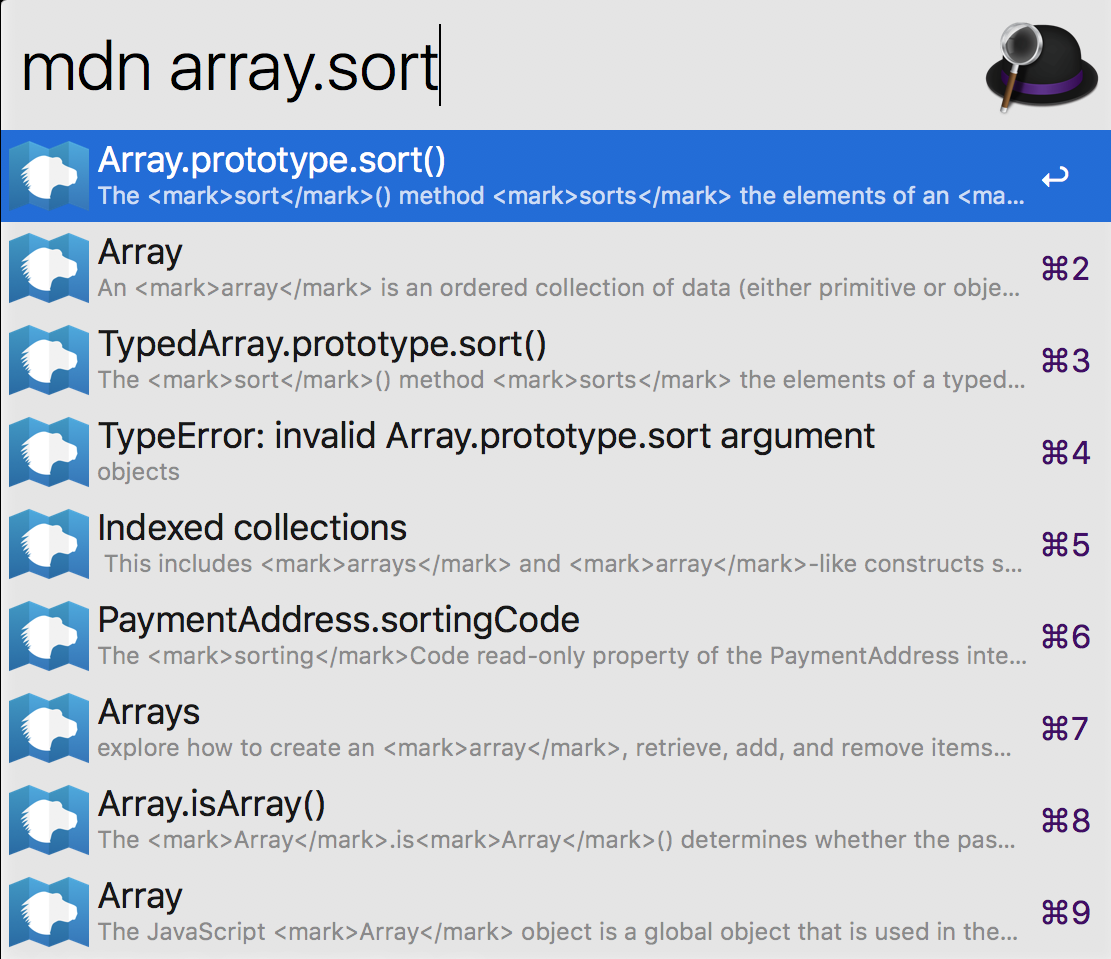 mdn array.sort
Array.prototype.sort()
The <mark>sort</mark>() method <mark>sorts</mark> the elements of an <ma...
Array
An <mark>array</mark> is an ordered collection of data (either primitive or obje...
⌘2
TypedArray.prototype.sort()
The <mark>sort</mark>() method <mark>sorts</mark> the elements of a typed...
⌘3
TypeError: invalid Array.prototype.sort argument
objects
⌘4
Indexed collections
This includes <mark>arrays</mark> and <mark>array</mark>-like constructs s...
⌘5
PaymentAddress.sortingCode
The <mark>sorting</mark>Code read-only property of the PaymentAddress inte...
⌘6
Arrays
explore how to create an <mark>array</mark>, retrieve, add, and remove items...
⌘7
Array.isArray()
The <mark>Array</mark>.is<mark>Array</mark>() determines whether the pas...
⌘8
Array
The JavaScript <mark>Array</mark> object is a global object that is used in the...
⌘9